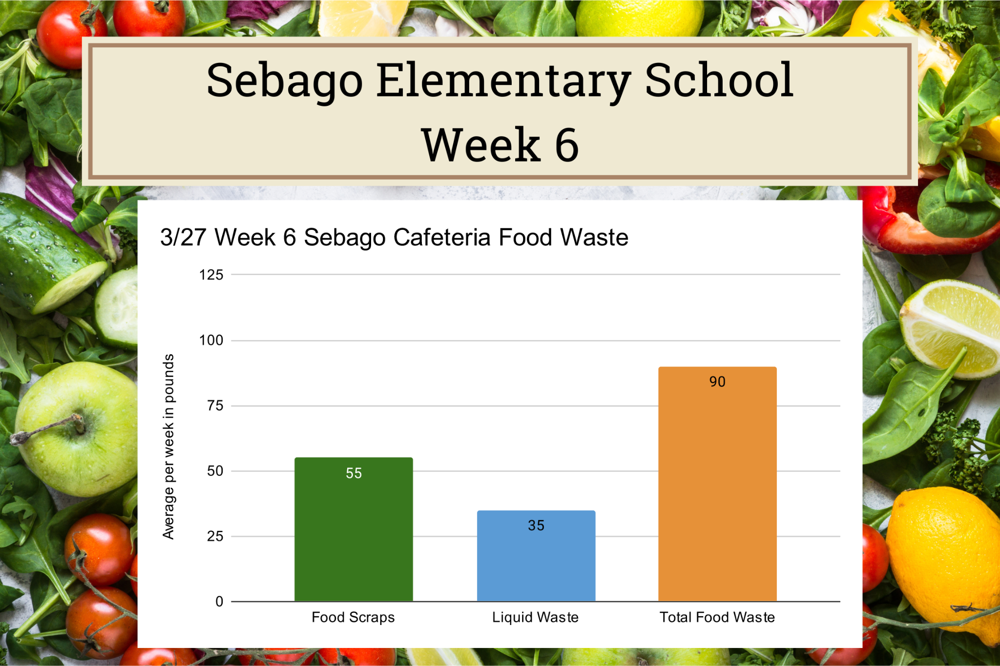 Sebago Elementary School
Week 6
3/27 Week 6 Sebago Cafeteria Food Waste
Average per week in pounds
125
100
75
50
25
0
55
35
90
Food Scraps
Liquid Waste
Total Food Waste